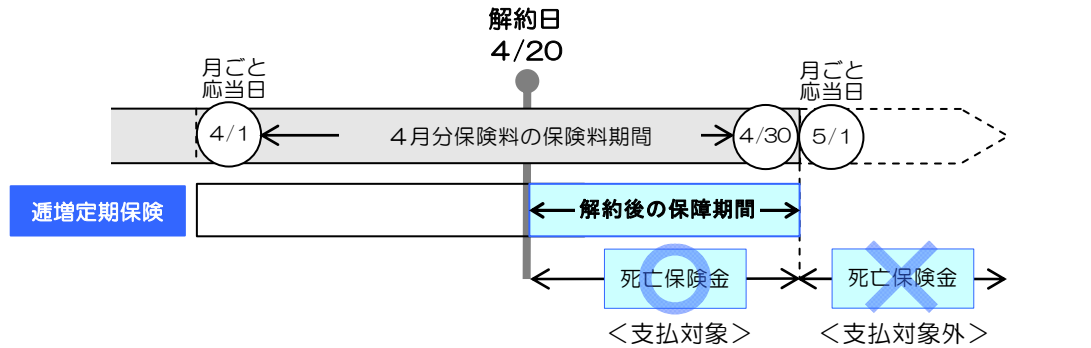 解約日
４/20
月ごと
応当日
月ごと
応当日
4/1
４月分保険料の保険料期間
4/30
5/1
逓増定期保険
解約後の保障期間
死亡保険金
死亡保険金
＜支払対象＞
＜支払対象外＞